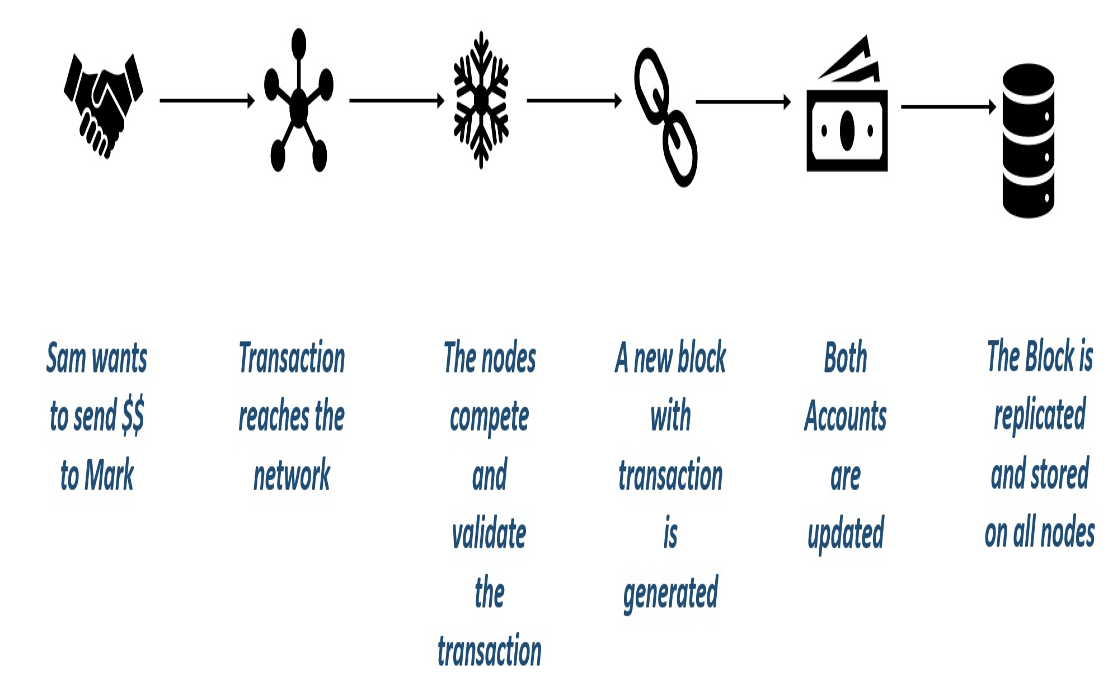 Sam wants
to send $$
to Mark
Transaction
reaches the
network
The nodes
compete
and
validate
the
transaction
A new block
with
transaction
is
generated
Both
Accounts
are
updated
The Block is
replicated
and stored
on all nodes